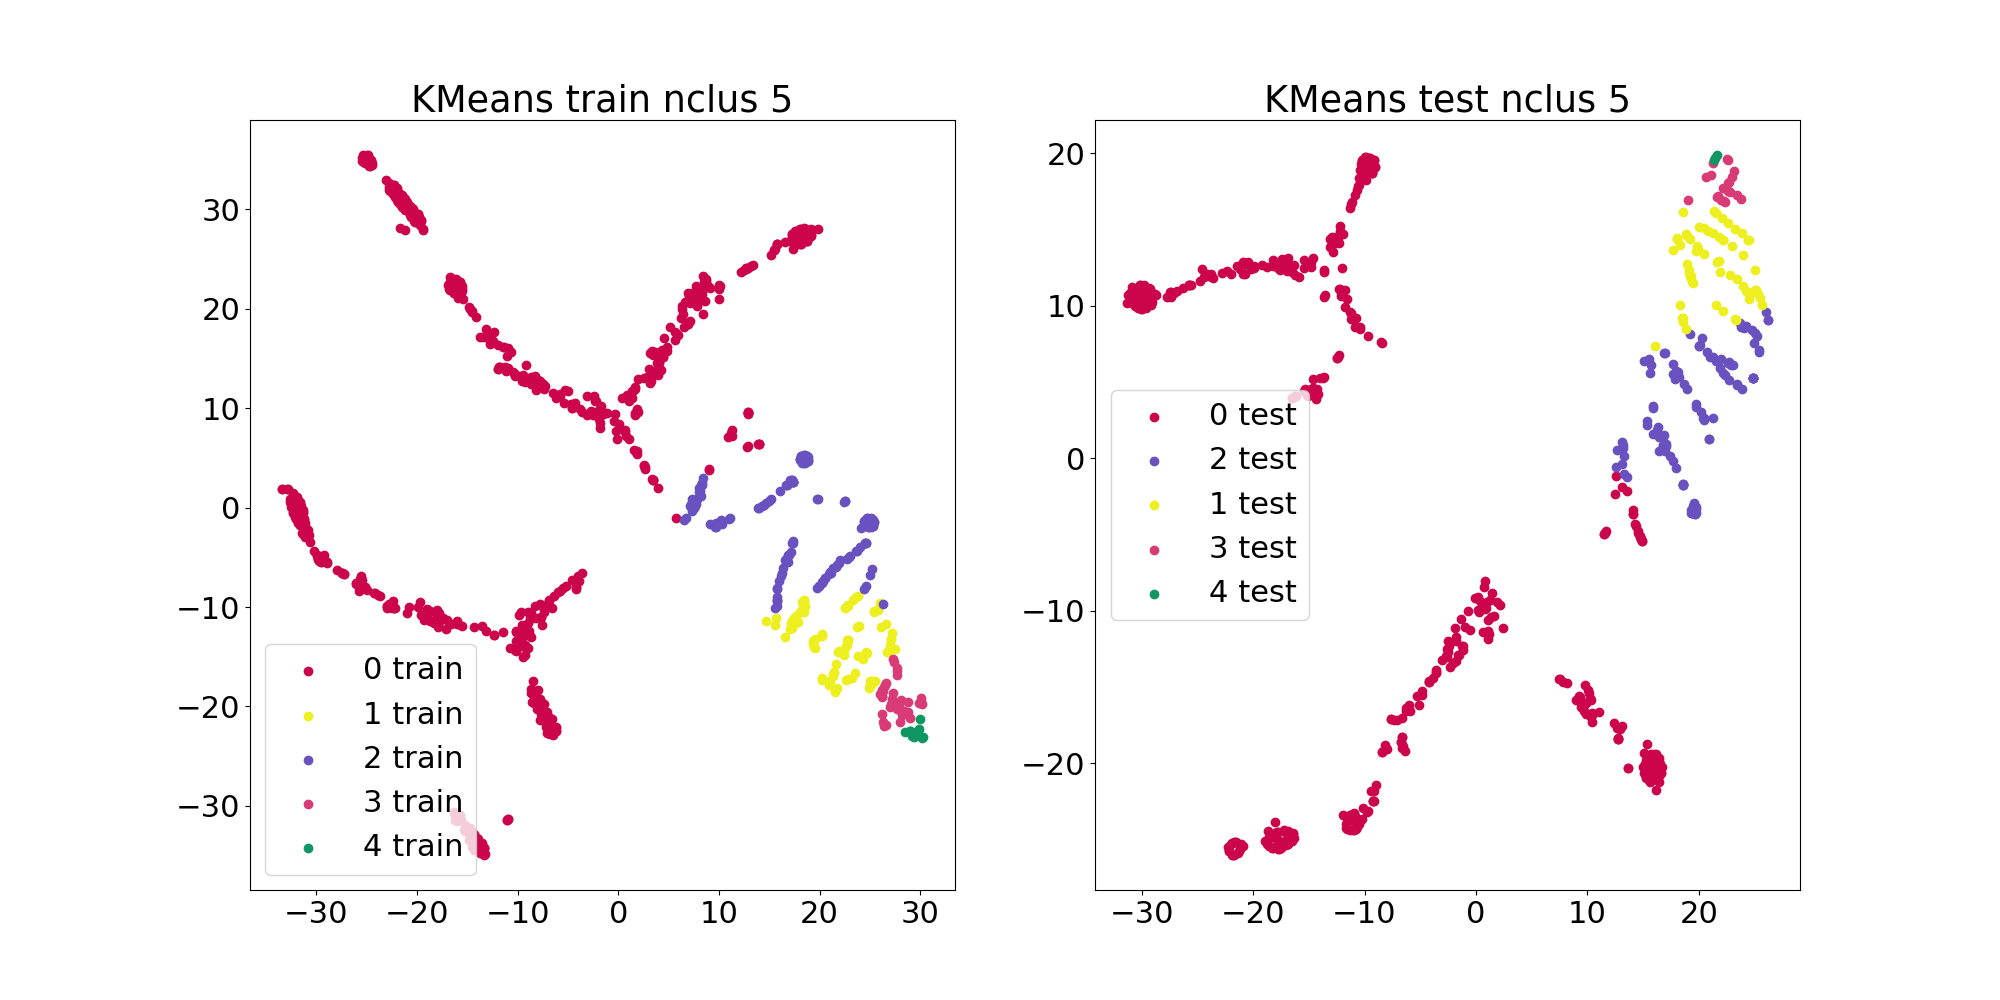 KMeans train nclus 5
30
20
10
0
−10
−20
−30
0 train
1 train
2 train
3 train
4 train
−30 −20 −10 0 10 20 30
KMeans test nclus 5
20
10
0
−10
−20
0 test
2 test
1 test
3 test
4 test
−30 −20 −10 0 10 20